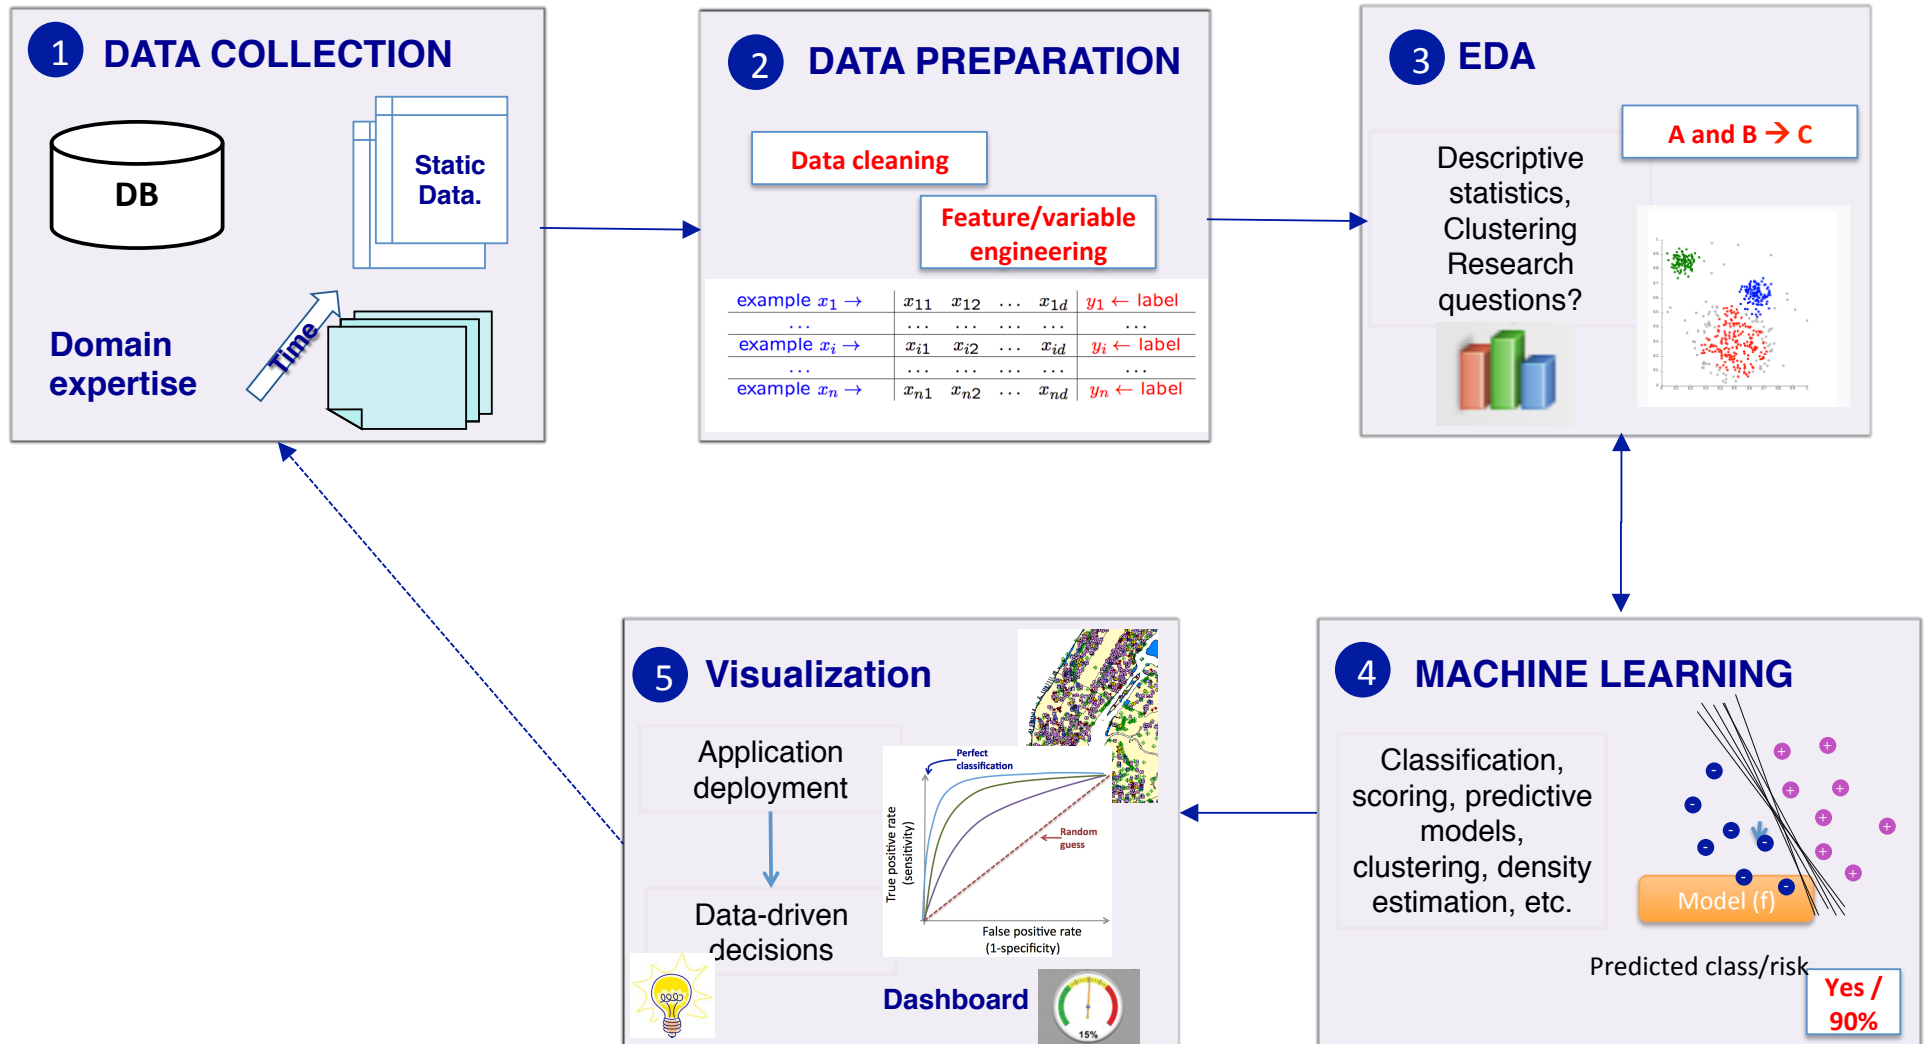 1 DATA COLLECTION
DB
Static
Data.
Time
Domain
expertise
2 DATA PREPARATION
Data cleaning
Feature/variable
engineering
example x₁ → x₁₁ x₁₂ … x₁d y₁ ← label
… … … … … …
example xᵢ → xᵢ₁ xᵢ₂ … xᵢd yᵢ ← label
… … … … … …
example xₙ → xₙ₁ xₙ₂ … xₙd yₙ ← label
3 EDA
A and B → C
Descriptive
statistics,
Clustering
Research
questions?
4 MACHINE LEARNING
Classification,
scoring, predictive
models,
clustering, density
estimation, etc.
Model (f)
Predicted class/risk
Yes /
90%
5 Visualization
Application
deployment
Data-driven
decisions
Perfect
classification
Random
guess
True positive rate
(sensitivity)
False positive rate
(1-specificity)
Dashboard
15%